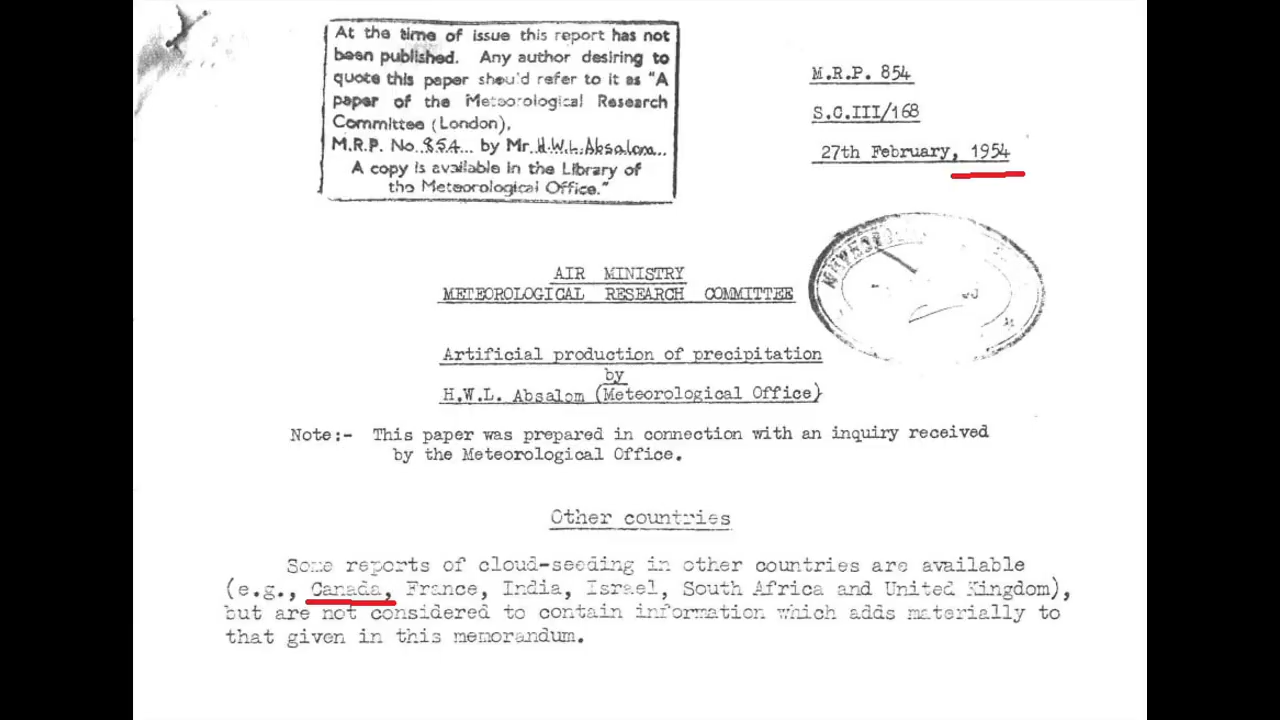 At the time of issue this report has not
been published. Any author desiring to
quote this paper should refer to it as "A
paper of the Meteorological Research
Committee (London),
M.R.P. No. 854... by Mr. H.W.L. Absalom...
A copy is available in the Library of
the Meteorological Office."
M.R.P. 854
S.C.III/168
27th February, 1954
AIR MINISTRY
METEOROLOGICAL RESEARCH COMMITTEE
Artificial production of precipitation
by
H.W.L. Absalom (Meteorological Office)
Note:- This paper was prepared in connection with an inquiry received
by the Meteorological Office.
Other countries
Some reports of cloud-seeding in other countries are available
(e.g., Canada, France, India, Israel, South Africa and United Kingdom),
but are not considered to contain information which adds materially to
that given in this memorandum.